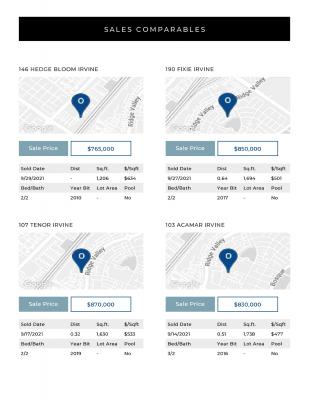 SALES COMPARABLES
146 HEDGE BLOOM IRVINE
Ridge Valley
Google
Sale Price $765,000
Sold Date Dist Sq.ft. $/Sqft
9/29/2021 - 1,206 $634
Bed/Bath Year Blt Lot Area Pool
2/2 2010 - No
190 FIXIE IRVINE
Ridge Valley
Ridge Valley
Google
Sale Price $850,000
Sold Date Dist Sq.ft. $/Sqft
9/27/2021 0.64 1,694 $501
Bed/Bath Year Blt Lot Area Pool
2/2 2017 - No
107 TENOR IRVINE
Ridge Valley
Google
Sale Price $870,000
Sold Date Dist Sq.ft. $/Sqft
9/17/2021 0.32 1,630 $533
Bed/Bath Year Blt Lot Area Pool
2/2 2019 - No
103 ACAMAR IRVINE
Ridge Valley
Bosque
Google
Sale Price $830,000
Sold Date Dist Sq.ft. $/Sqft
9/14/2021 0.51 1,738 $477
Bed/Bath Year Blt Lot Area Pool
3/2 2016 - No